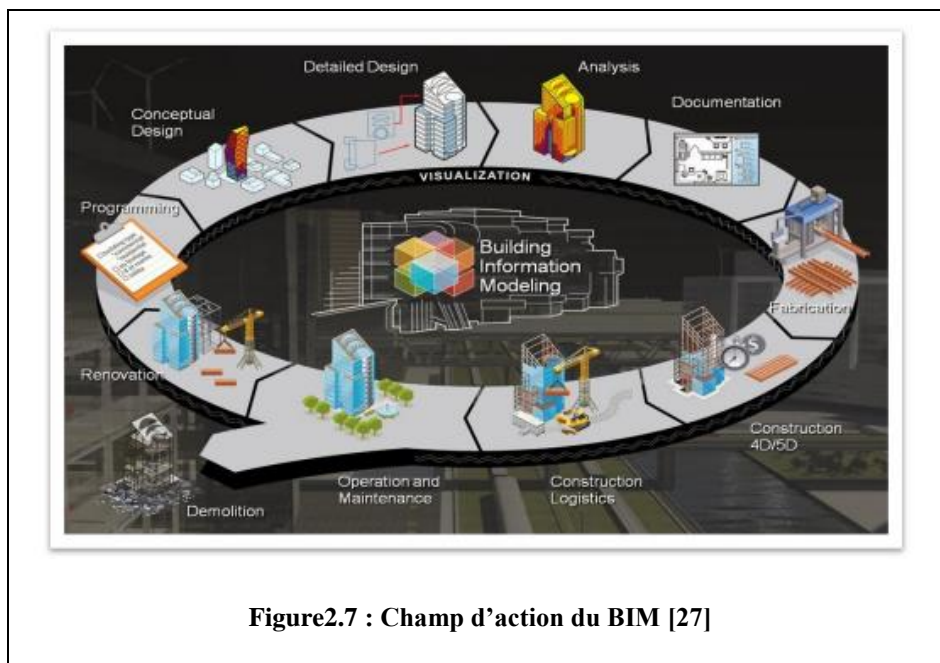 Detailed Design
Analysis
Conceptual
Design
Documentation
VISUALIZATION
Programming
Building
Information
Modeling
Fabrication
Renovation
Construction
4D/5D
Operation and
Maintenance
Construction
Logistics
Demolition
Figure2.7 : Champ d’action du BIM [27]